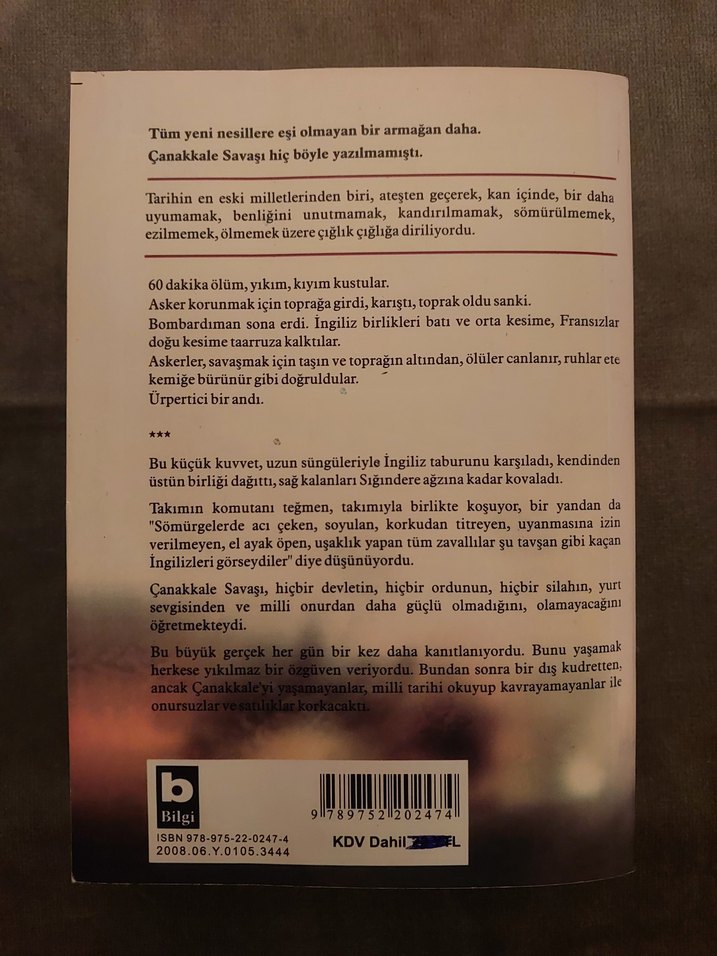 Tüm yeni nesillere eşi olmayan bir armağan daha.
Çanakkale Savaşı hiç böyle yazılmamıştı.
Tarihin en eski milletlerinden biri, ateşten geçerek, kan içinde, bir daha
uyumamak, benliğini unutmamak, kandırılmamak, sömürülmemek,
ezilmemek, ölmemek üzere çığlık çığlığa diriliyordu.
60 dakika ölüm, yıkım, kıyım kustular.
Asker korunmak için toprağa girdi, karıştı, toprak oldu sanki.
Bombardıman sona erdi. İngiliz birlikleri batı ve orta kesime, Fransızlar
doğu kesime taarruza kalktılar.
Askerler, savaşmak için taşın ve toprağın altından, ölüler canlanır, ruhlar ete
kemiğe bürünür gibi doğruldular.
Ürpertici bir andı.
***
Bu küçük kuvvet, uzun süngüleriyle İngiliz taburunu karşıladı, kendinden
üstün birliği dağıttı, sağ kalanları Sığındere ağzına kadar kovaladı.
Takımın komutanı teğmen, takımıyla birlikte koşuyor, bir yandan da
"Sömürgelerde acı çeken, soyulan, korkudan titreyen, uyanmasına izin
verilmeyen, el ayak öpen, uşaklık yapan tüm zavallılar şu tavşan gibi kaçan
İngilizleri görseydiler" diye düşünüyordu.
Çanakkale Savaşı, hiçbir devletin, hiçbir ordunun, hiçbir silahın, yurt
sevgisinden ve milli onurdan daha güçlü olmadığını, olamayacağını
öğretmekteydi.
Bu büyük gerçek her gün bir kez daha kanıtlanıyordu. Bunu yaşamak
herkese yıkılmaz bir özgüven veriyordu. Bundan sonra bir dış kudretten,
ancak Çanakkale'yi yaşamayanlar, milli tarihi okuyup kavrayamayanlar ile
onursuzlar ve satılıklar korkacaktı.
b
Bilgi
ISBN 978-975-22-0247-4
2008.06.Y.0105.3444
9 789752 202474
KDV Dahil L